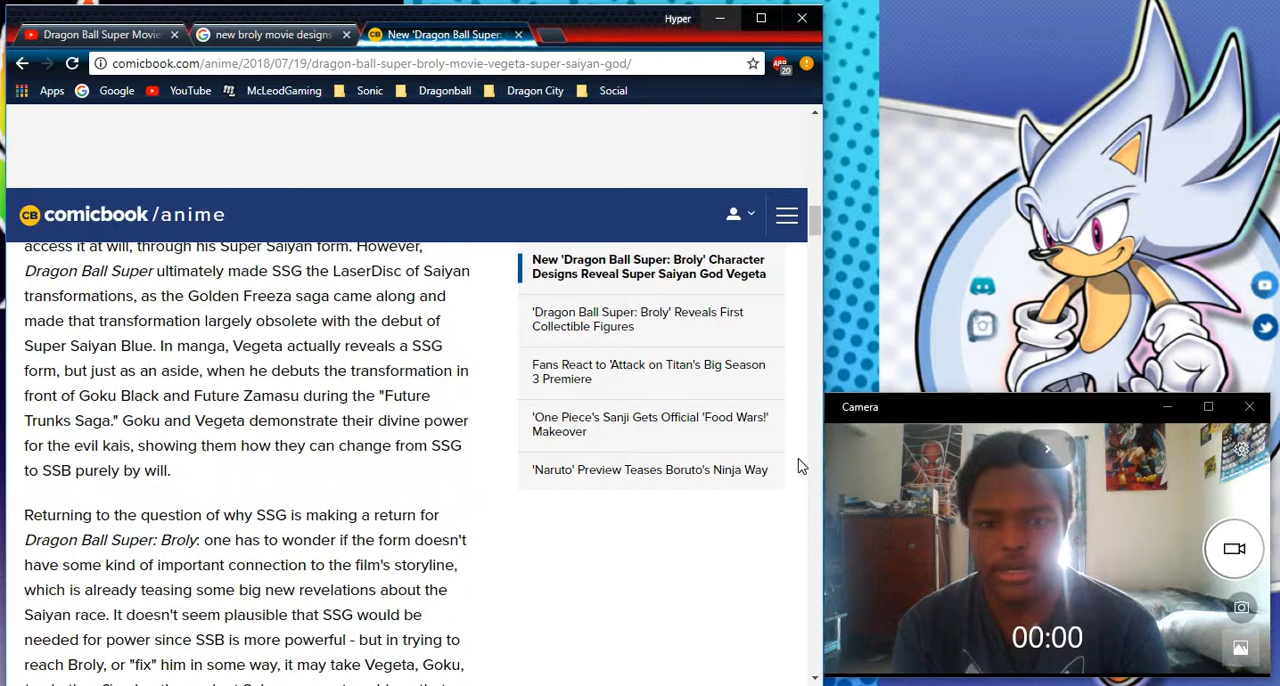 Hyper
Dragon Ball Super Movie
new broly movie designs
New 'Dragon Ball Super:
comicbook.com/anime/2018/07/19/dragon-ball-super-broly-movie-vegeta-super-saiyan-god/
ABP
20
Apps
Google
YouTube
McLeodGaming
Sonic
Dragonball
Dragon City
Social
CB comicbook/anime
access it at will, through his Super Saiyan form. However,
Dragon Ball Super ultimately made SSG the LaserDisc of Saiyan
transformations, as the Golden Freeza saga came along and
made that transformation largely obsolete with the debut of
Super Saiyan Blue. In manga, Vegeta actually reveals a SSG
form, but just as an aside, when he debuts the transformation in
front of Goku Black and Future Zamasu during the "Future
Trunks Saga." Goku and Vegeta demonstrate their divine power
for the evil kais, showing them how they can change from SSG
to SSB purely by will.
Returning to the question of why SSG is making a return for
Dragon Ball Super: Broly: one has to wonder if the form doesn't
have some kind of important connection to the film's storyline,
which is already teasing some big new revelations about the
Saiyan race. It doesn't seem plausible that SSG would be
needed for power since SSB is more powerful - but in trying to
reach Broly, or "fix" him in some way, it may take Vegeta, Goku,
New 'Dragon Ball Super: Broly' Character
Designs Reveal Super Saiyan God Vegeta
'Dragon Ball Super: Broly' Reveals First
Collectible Figures
Fans React to 'Attack on Titan's Big Season
3 Premiere
'One Piece's Sanji Gets Official 'Food Wars!'
Makeover
'Naruto' Preview Teases Boruto's Ninja Way
Camera
00:00